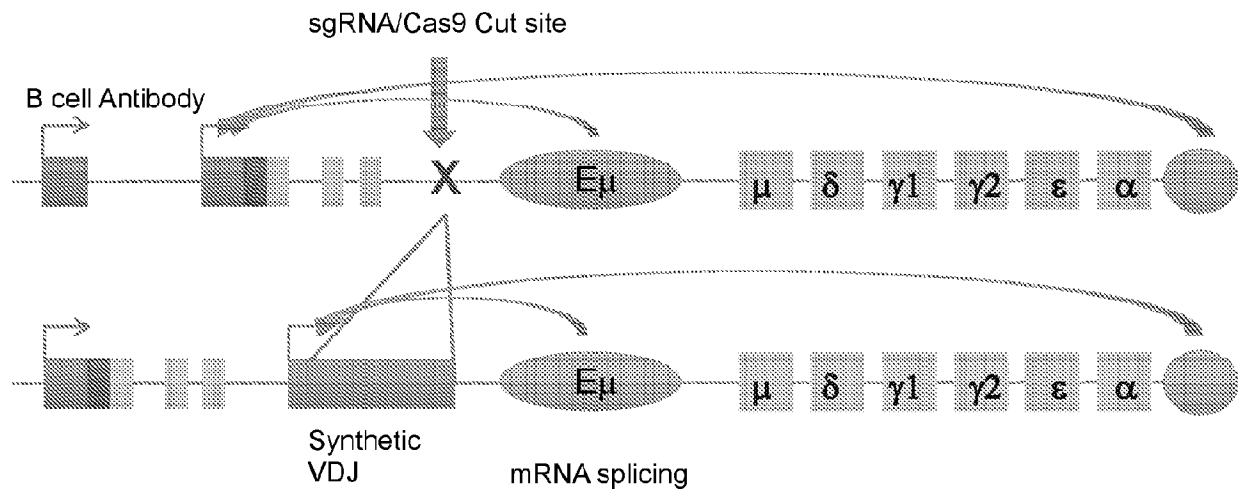 sgRNA/Cas9 Cut site
B cell Antibody
X
Eμ
μ δ γ1 γ2 ε α
Eμ
μ δ γ1 γ2 ε α
Synthetic
VDJ
mRNA splicing